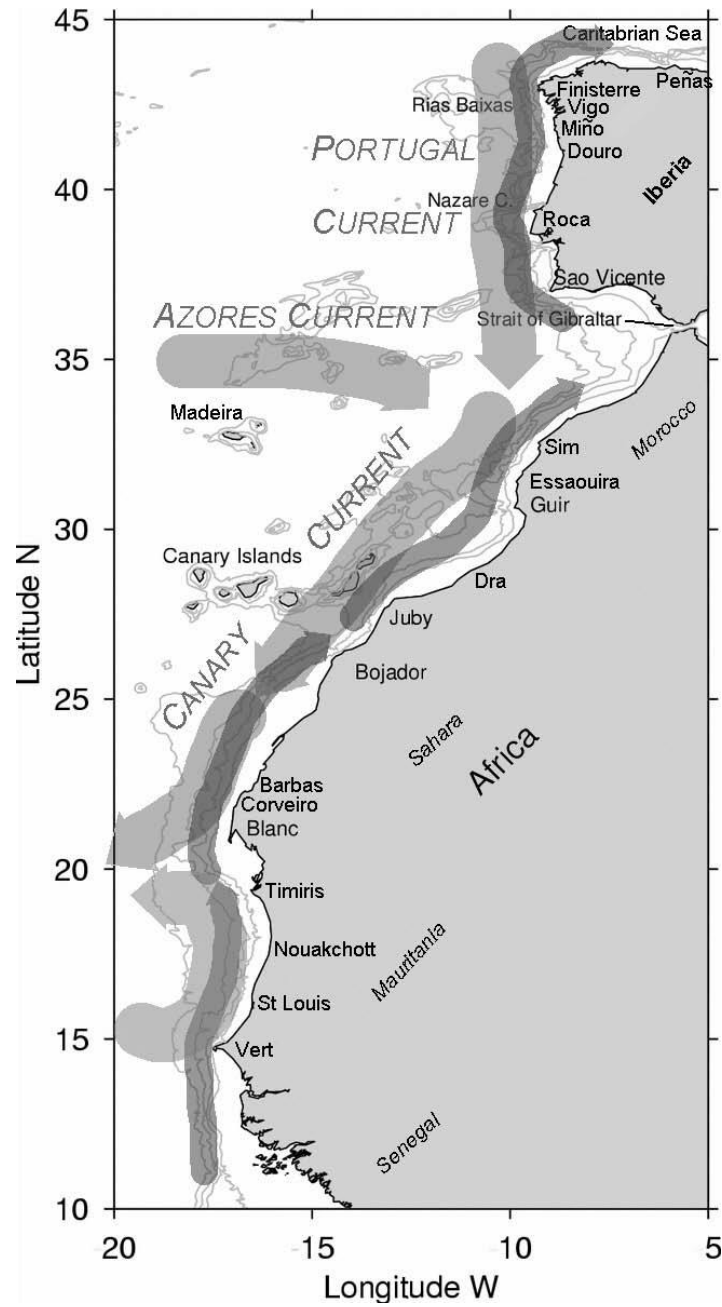 45
Cantabrian Sea
Peñas
Finisterre
Rias Baixas
Vigo
Miño
PORTUGAL
Douro
Iberia
40
Nazare C.
CURRENT
Roca
Sao Vicente
AZORES CURRENT
Strait of Gibraltar
35
Madeira
Morocco
Sim
CURRENT
Essaouira
Guir
30
Canary Islands
Dra
Juby
CANARY
Bojador
25
Sahara
Africa
Barbas
Corveiro
Blanc
20
Timiris
Nouakchott
Mauritania
St Louis
15
Vert
Senegal
10
Latitude N
20
-15
-10
5
Longitude W